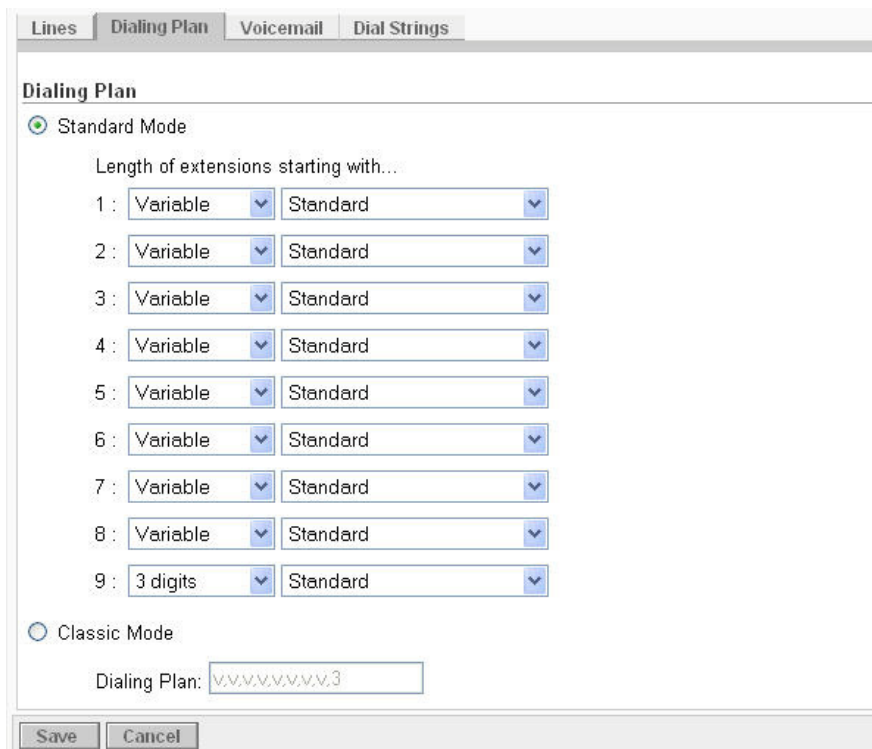 Lines Dialing Plan Voicemail Dial Strings
Dialing Plan
Standard Mode
Length of extensions starting with...
1 : Variable Standard
2 : Variable Standard
3 : Variable Standard
4 : Variable Standard
5 : Variable Standard
6 : Variable Standard
7 : Variable Standard
8 : Variable Standard
9 : 3 digits Standard
Classic Mode
Dialing Plan: v,v,v,v,v,v,v,v,3
Save Cancel